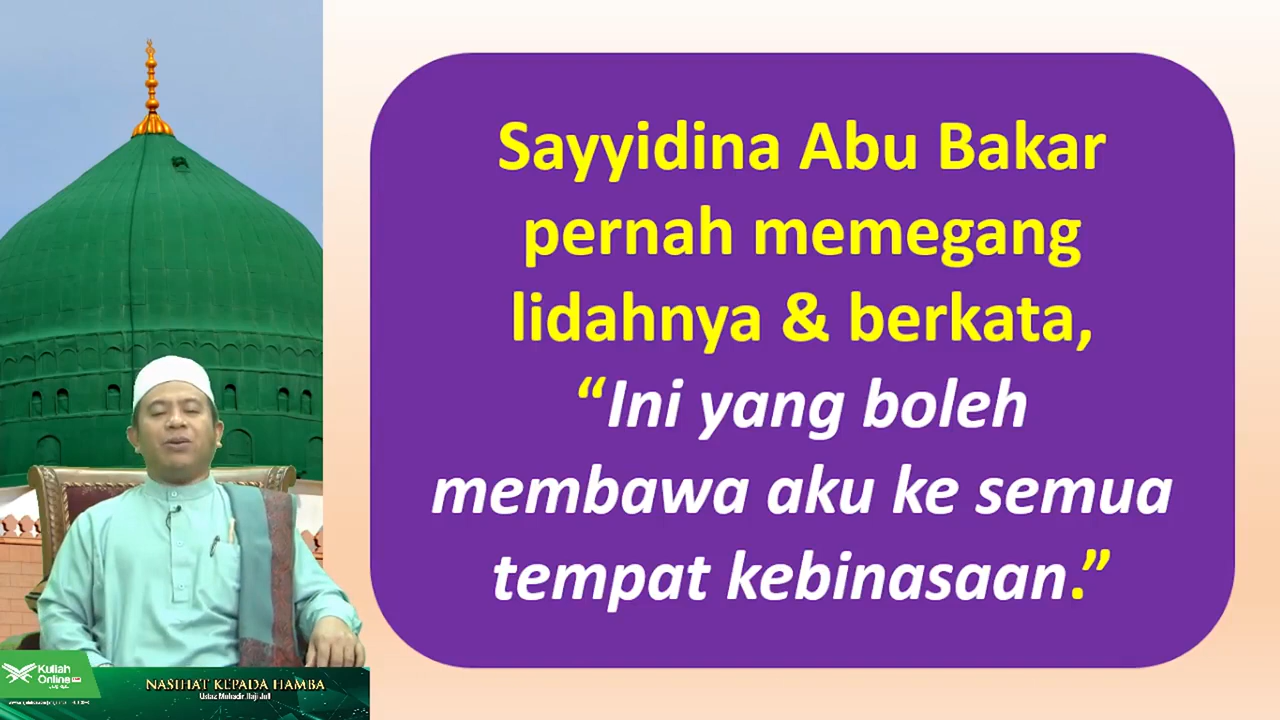 Sayyidina Abu Bakar
pernah memegang
lidahnya & berkata,
“Ini yang boleh
membawa aku ke semua
tempat kebinasaan.”
Kuliah
Online
NASIHAT KEPADA HAMBA